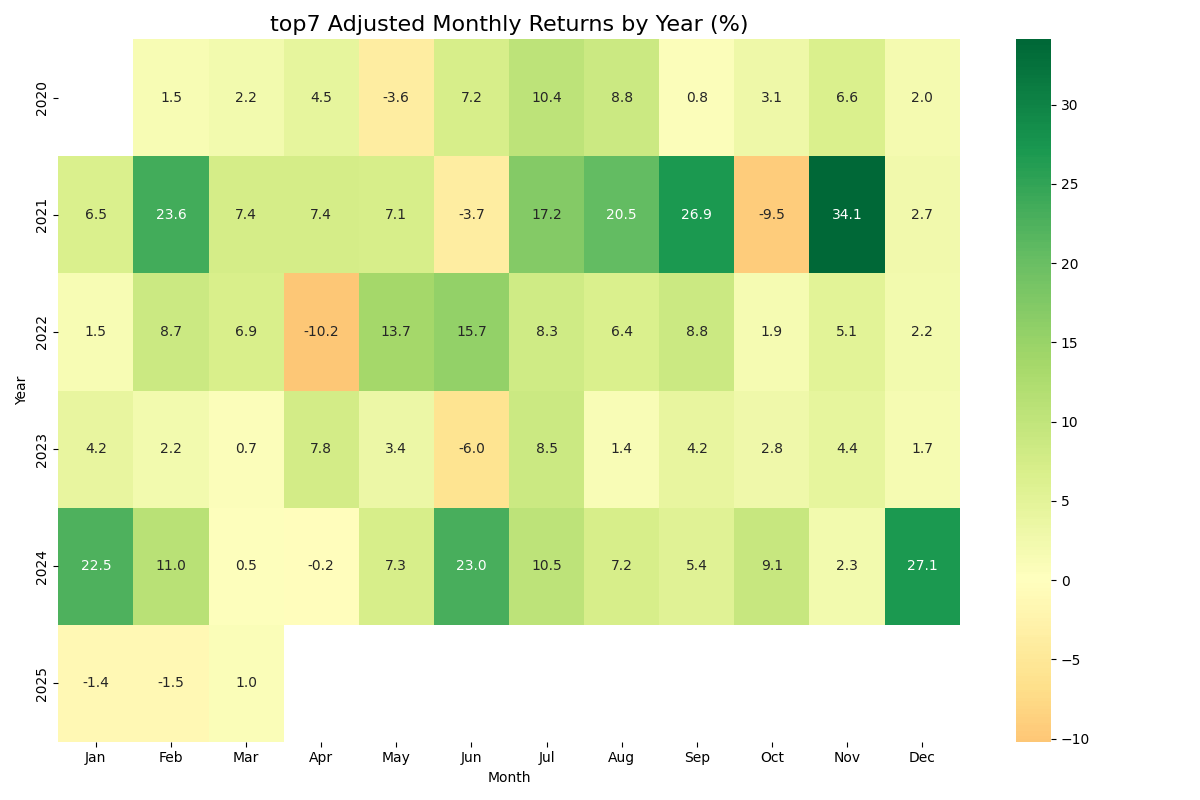 top7 Adjusted Monthly Returns by Year (%)
2020 1.5 2.2 4.5 -3.6 7.2 10.4 8.8 0.8 3.1 6.6 2.0
2021 6.5 23.6 7.4 7.4 7.1 -3.7 17.2 20.5 26.9 -9.5 34.1 2.7
2022 1.5 8.7 6.9 -10.2 13.7 15.7 8.3 6.4 8.8 1.9 5.1 2.2
Year
2023 4.2 2.2 0.7 7.8 3.4 -6.0 8.5 1.4 4.2 2.8 4.4 1.7
2024 22.5 11.0 0.5 -0.2 7.3 23.0 10.5 7.2 5.4 9.1 2.3 27.1
2025 -1.4 -1.5 1.0
Jan Feb Mar Apr May Jun Jul Aug Sep Oct Nov Dec
Month
30
25
20
15
10
5
0
−5
−10